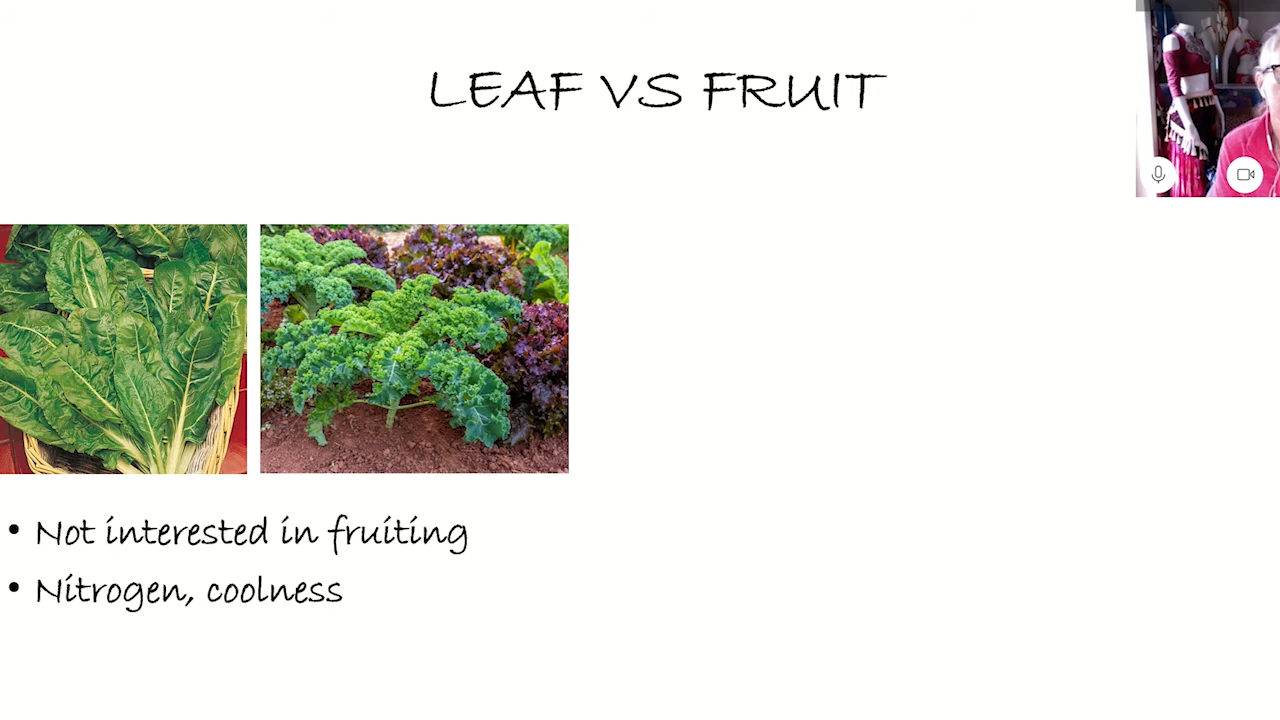 LEAF VS FRUIT
• Not interested in fruiting
• Nitrogen, coolness